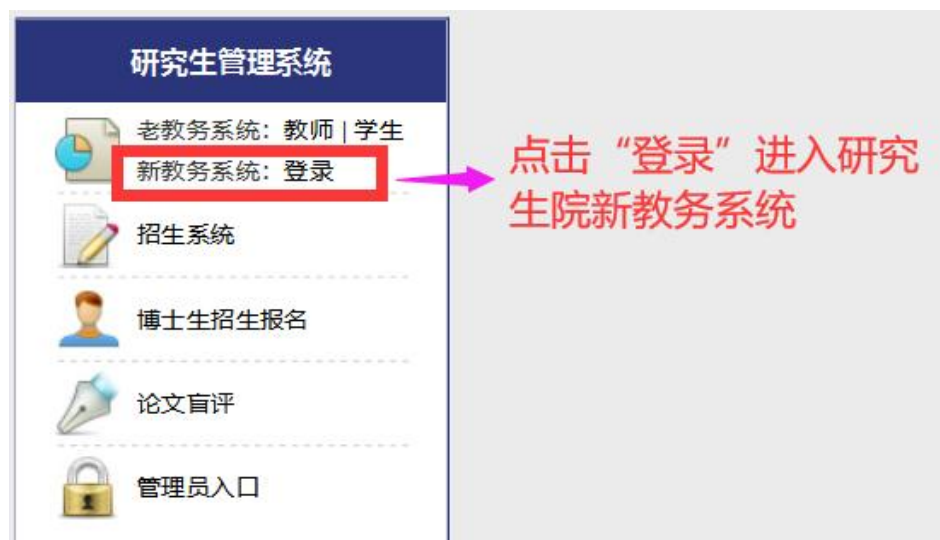 研究生管理系统
老教务系统：教师 | 学生
新教务系统：登录
点击“登录”进入研究
生院新教务系统
招生系统
博士生招生报名
论文盲评
管理员入口